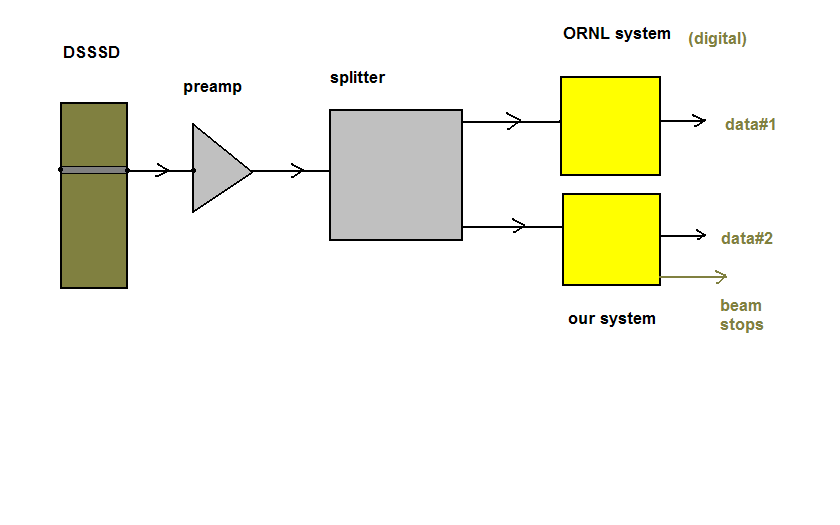 DSSSD
preamp
splitter
ORNL system (digital)
data#1
data#2
beam
stops
our system